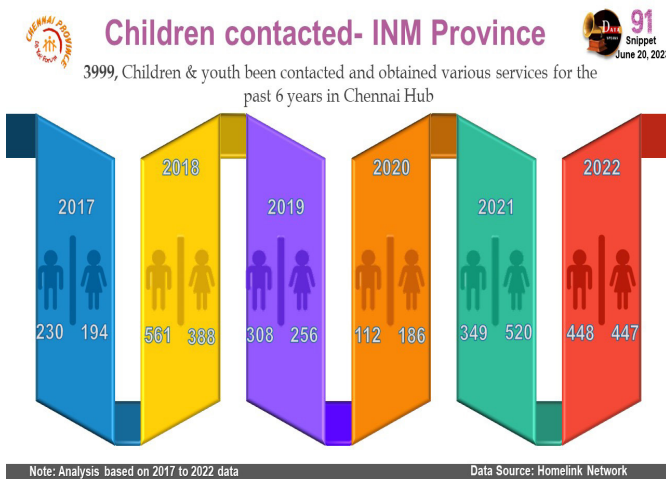 CHENNAI PROVINCE
Children contacted- INM Province
DATA
91
Snippet
June 20, 202
3999, Children & youth been contacted and obtained various services for the
past 6 years in Chennai Hub
2017
2018
2019
2020
2021
2022
230 194
561 388
308 256
112 186
349 520
448 447
Note: Analysis based on 2017 to 2022 data
Data Source: Homelink Network